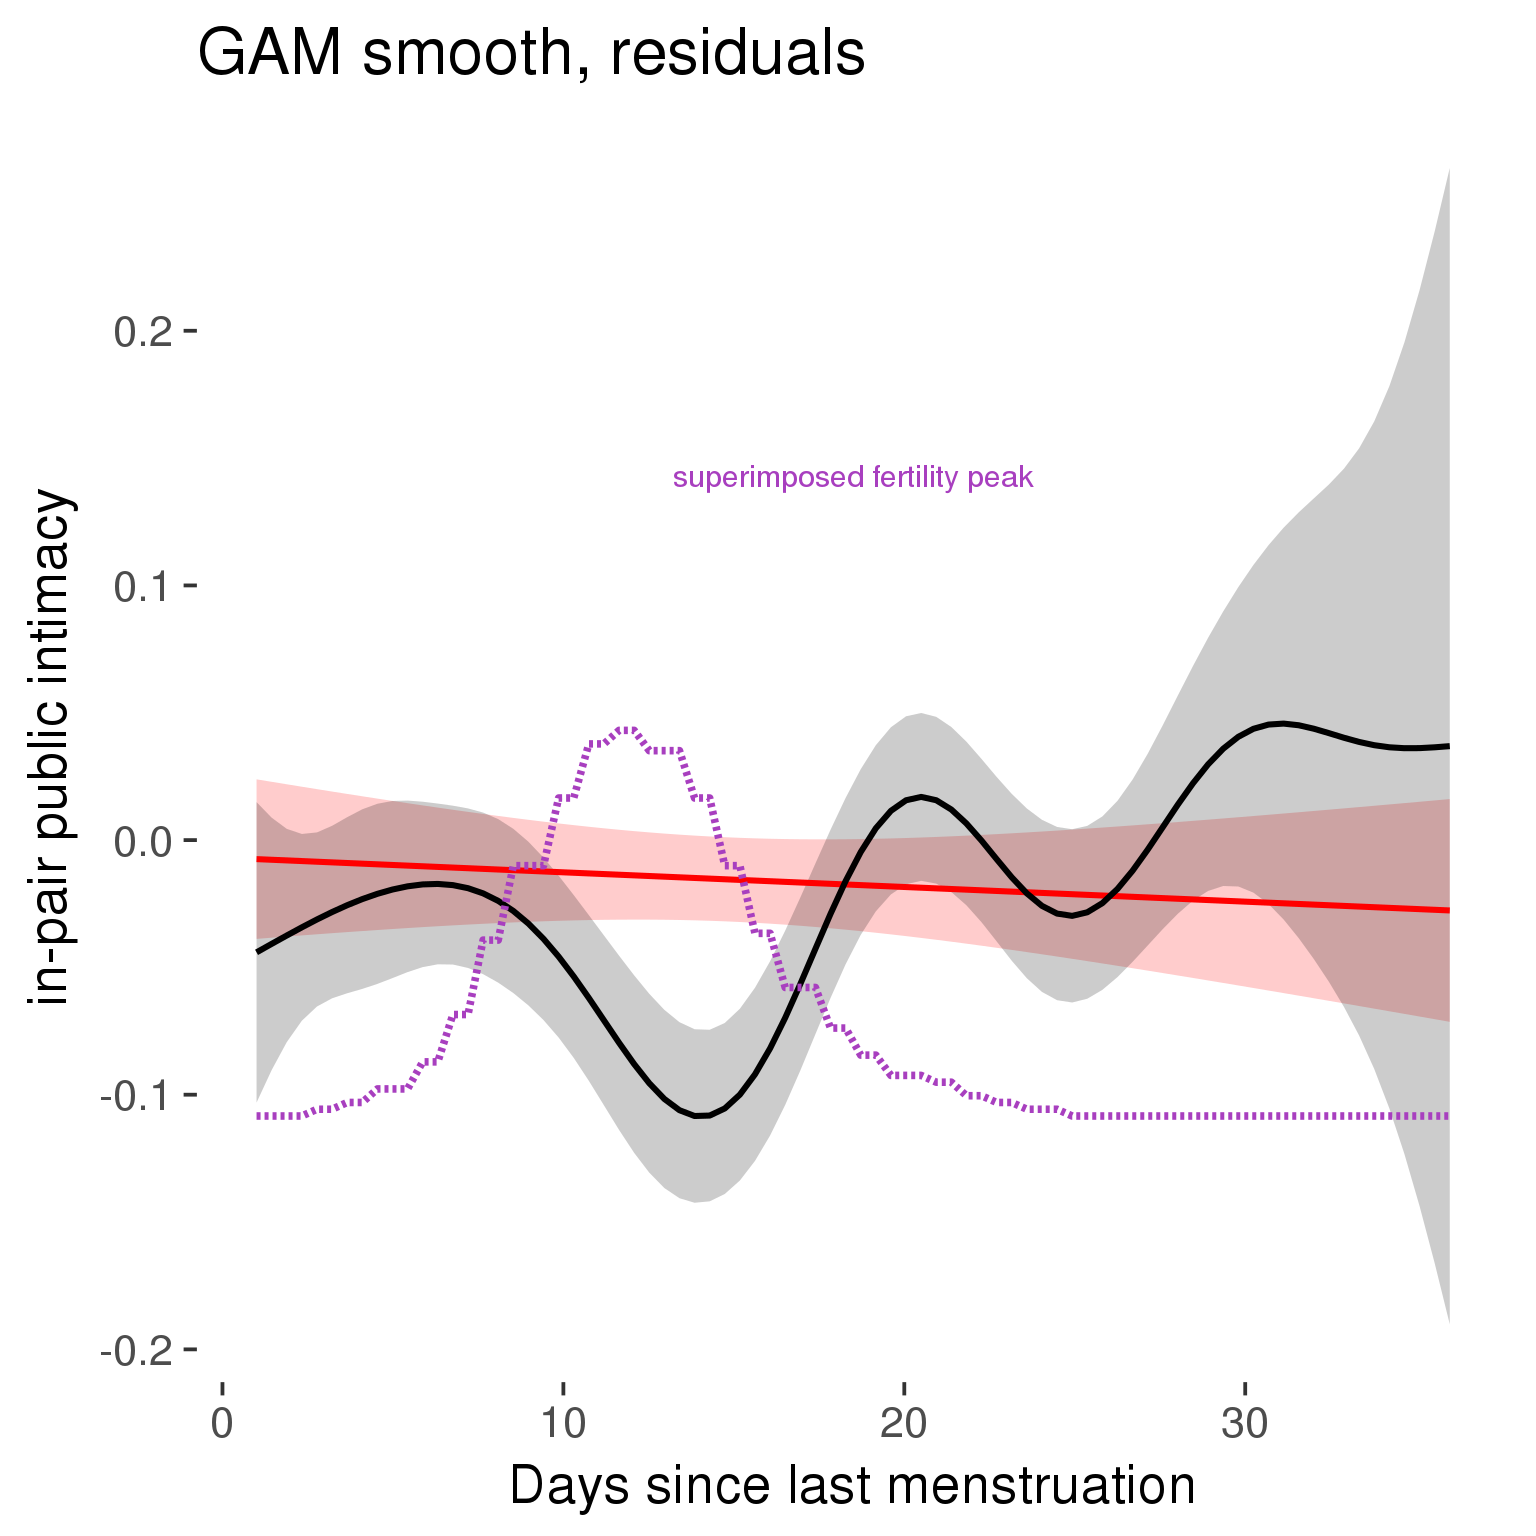 GAM smooth, residuals
superimposed fertility peak
in-pair public intimacy
0.2
0.1
0.0
-0.1
-0.2
0 10 20 30
Days since last menstruation